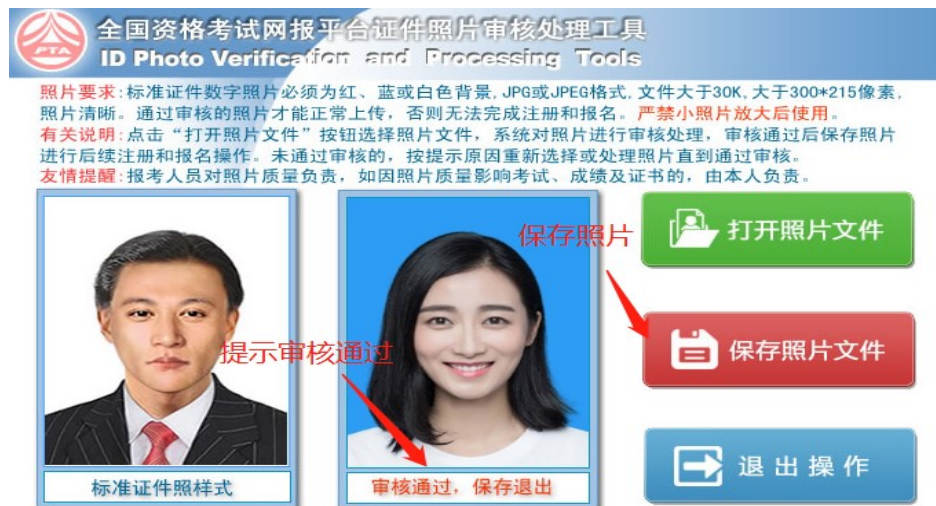 全国资格考试网报平台证件照片审核处理工具
PTA
ID Photo Verification and Processing Tools
照片要求:标准证件数字照片必须为红、蓝或白色背景,JPG或JPEG格式,文件大于30K,大于300*215像素,
照片清晰。通过审核的照片才能正常上传，否则无法完成注册和报名。严禁小照片放大后使用。
有关说明:点击“打开照片文件”按钮选择照片文件，系统对照片进行审核处理，审核通过后保存照片
进行后续注册和报名操作。未通过审核的，按提示原因重新选择或处理照片直到通过审核。
友情提醒:报考人员对照片质量负责，如因照片质量影响考试、成绩及证书的，由本人负责。
保存照片
打开照片文件
提示审核通过
保存照片文件
标准证件照样式
审核通过，保存退出
退出操作